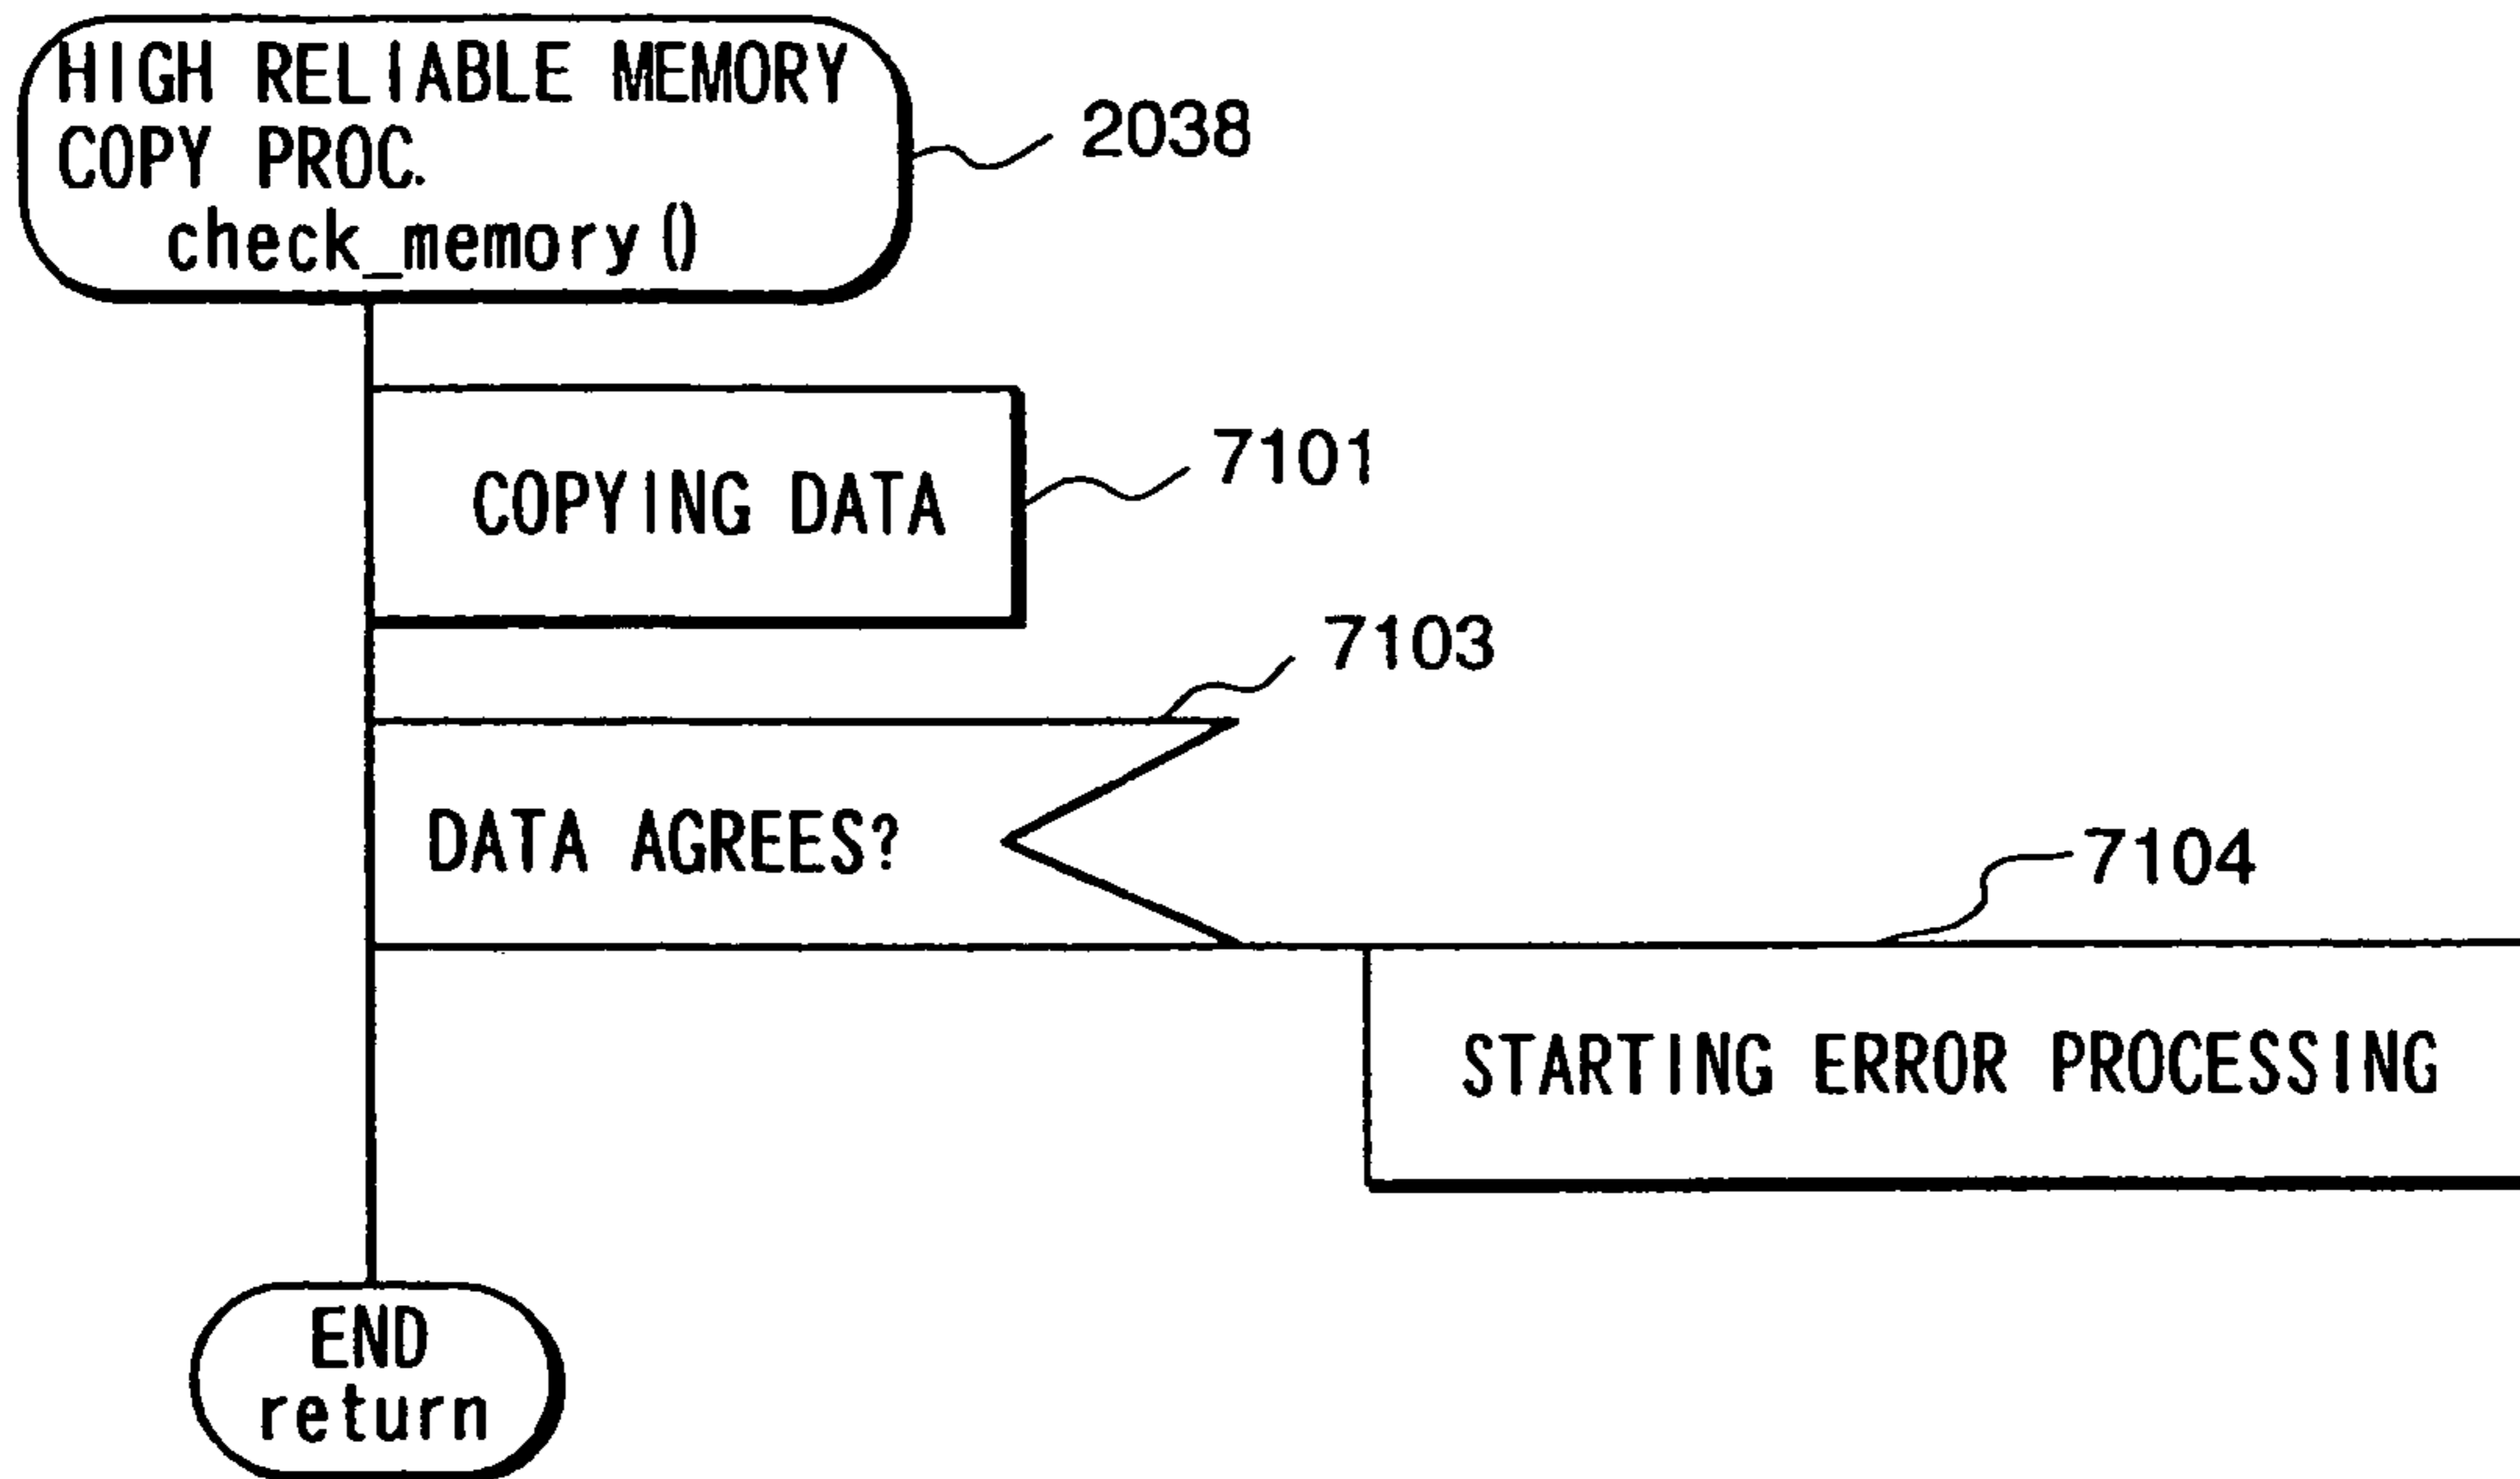 HIGH RELIABLE MEMORY
COPY PROC.
check_memory()
2038
COPYING DATA
7101
7103
DATA AGREES?
7104
STARTING ERROR PROCESSING
END
return